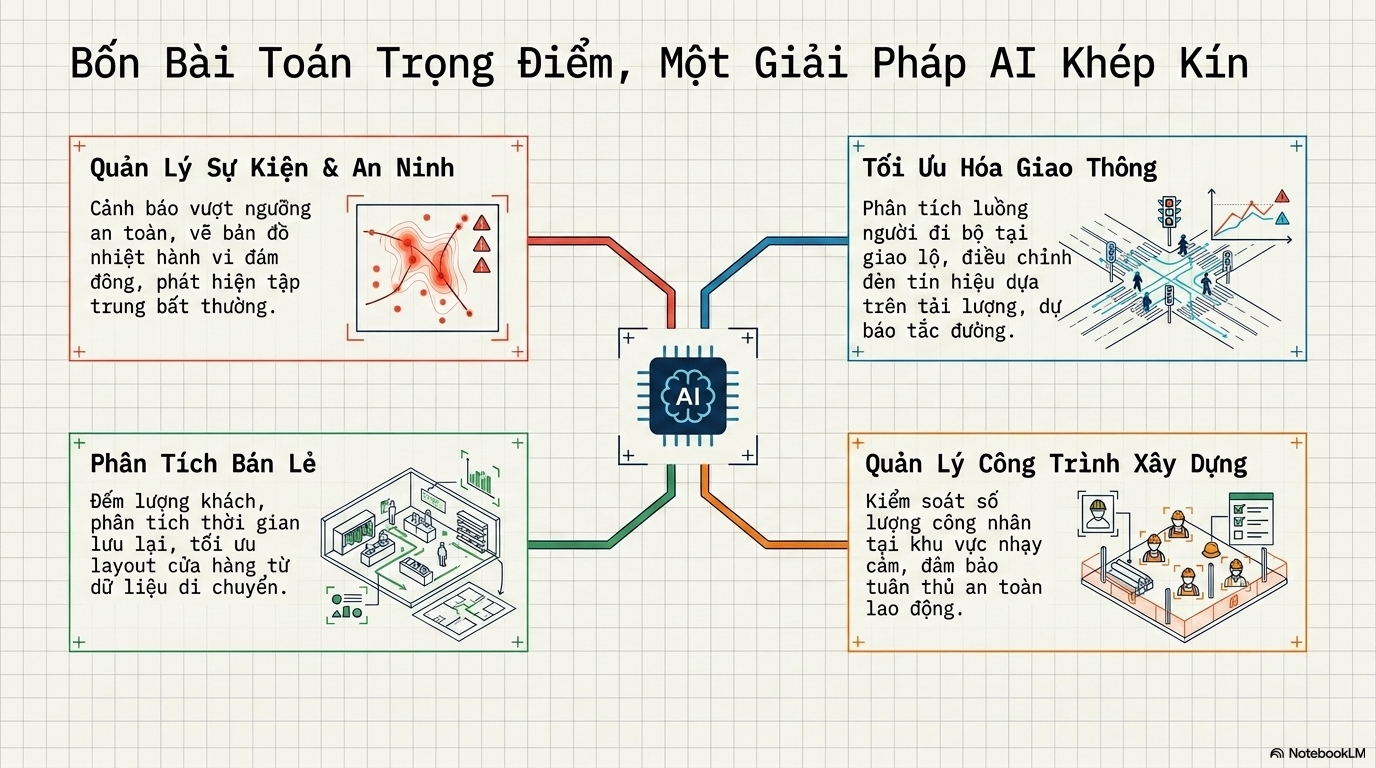 Bốn Bài Toán Trọng Điểm, Một Giải Pháp AI Khép Kín
Quản Lý Sự Kiện & An Ninh
Cảnh báo vượt ngưỡng
an toàn, vẽ bản đồ
nhiệt hành vi đám
đông, phát hiện tập
trung bất thường.
Tối Ưu Hóa Giao Thông
Phân tích luồng
người đi bộ tại
giao lộ, điều chỉnh
đèn tín hiệu dựa
trên tải lượng, dự
báo tắc đường.
AI
Phân Tích Bán Lẻ
Đếm lượng khách,
phân tích thời gian
lưu lại, tối ưu
layout cửa hàng từ
dữ liệu di chuyển.
Quản Lý Công Trình Xây Dựng
Kiểm soát số
lượng công nhân
tại khu vực nhạy
cảm, đảm bảo
tuân thủ an toàn
lao động.
NotebookLM